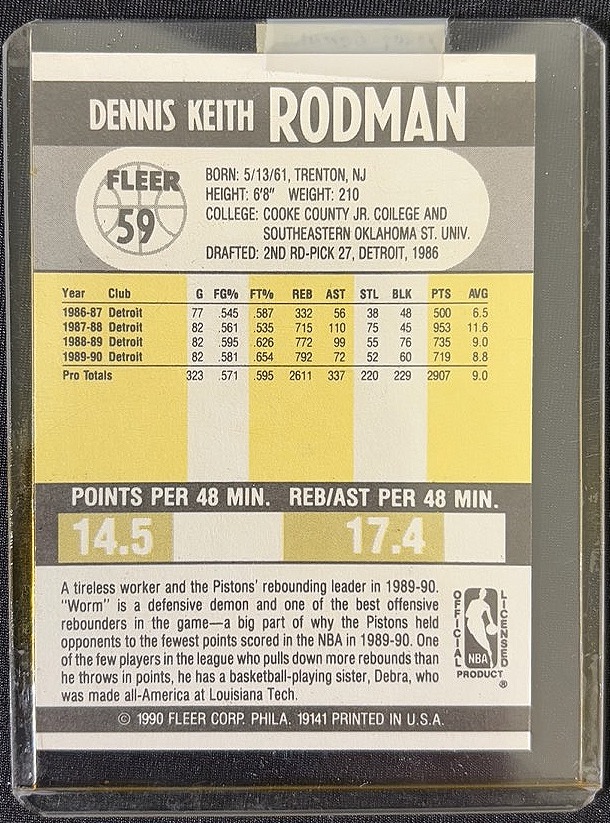 DENNIS KEITH RODMAN
FLEER
59
BORN: 5/13/61, TRENTON, NJ
HEIGHT: 6'8" WEIGHT: 210
COLLEGE: COOKE COUNTY JR. COllEGE AND
SOUTHEASTERN OKLAHOMA ST. UNIV.
DRAFTED: 2ND RD-PICK 27, DETROIT, 1986
Year Club G FG% FT% REB AST STL BLK PTS AVG
1986-87 Detroit 77 .545 .587 332 56 38 48 500 6.5
1987-88 Detroit 82 .561 .535 715 110 75 45 953 11.6
1988-89 Detroit 82 .595 .626 772 99 55 76 735 9.0
1989-90 Detroit 82 .581 .654 792 72 52 60 719 8.8
Pro Totals 323 .571 .595 2611 337 220 229 2907 9.0
POINTS PER 48 MIN. REB/AST PER 48 MIN.
14.5 17.4
A tireless worker and the Pistons' rebounding leader in 1989-90.
"Worm" is a defensive demon and one of the best offensive
rebounders in the game—a big part of why the Pistons held
opponents to the fewest points scored in the NBA in 1989-90. One
of the few players in the league who pulls down more rebounds than
he throws in points, he has a basketball-playing sister, Debra, who
was made all-America at Louisiana Tech.
OFFICIAL LICENSED
NBA
PRODUCT
®
© 1990 FLEER CORP. PHILA. 19141 PRINTED IN U.S.A.